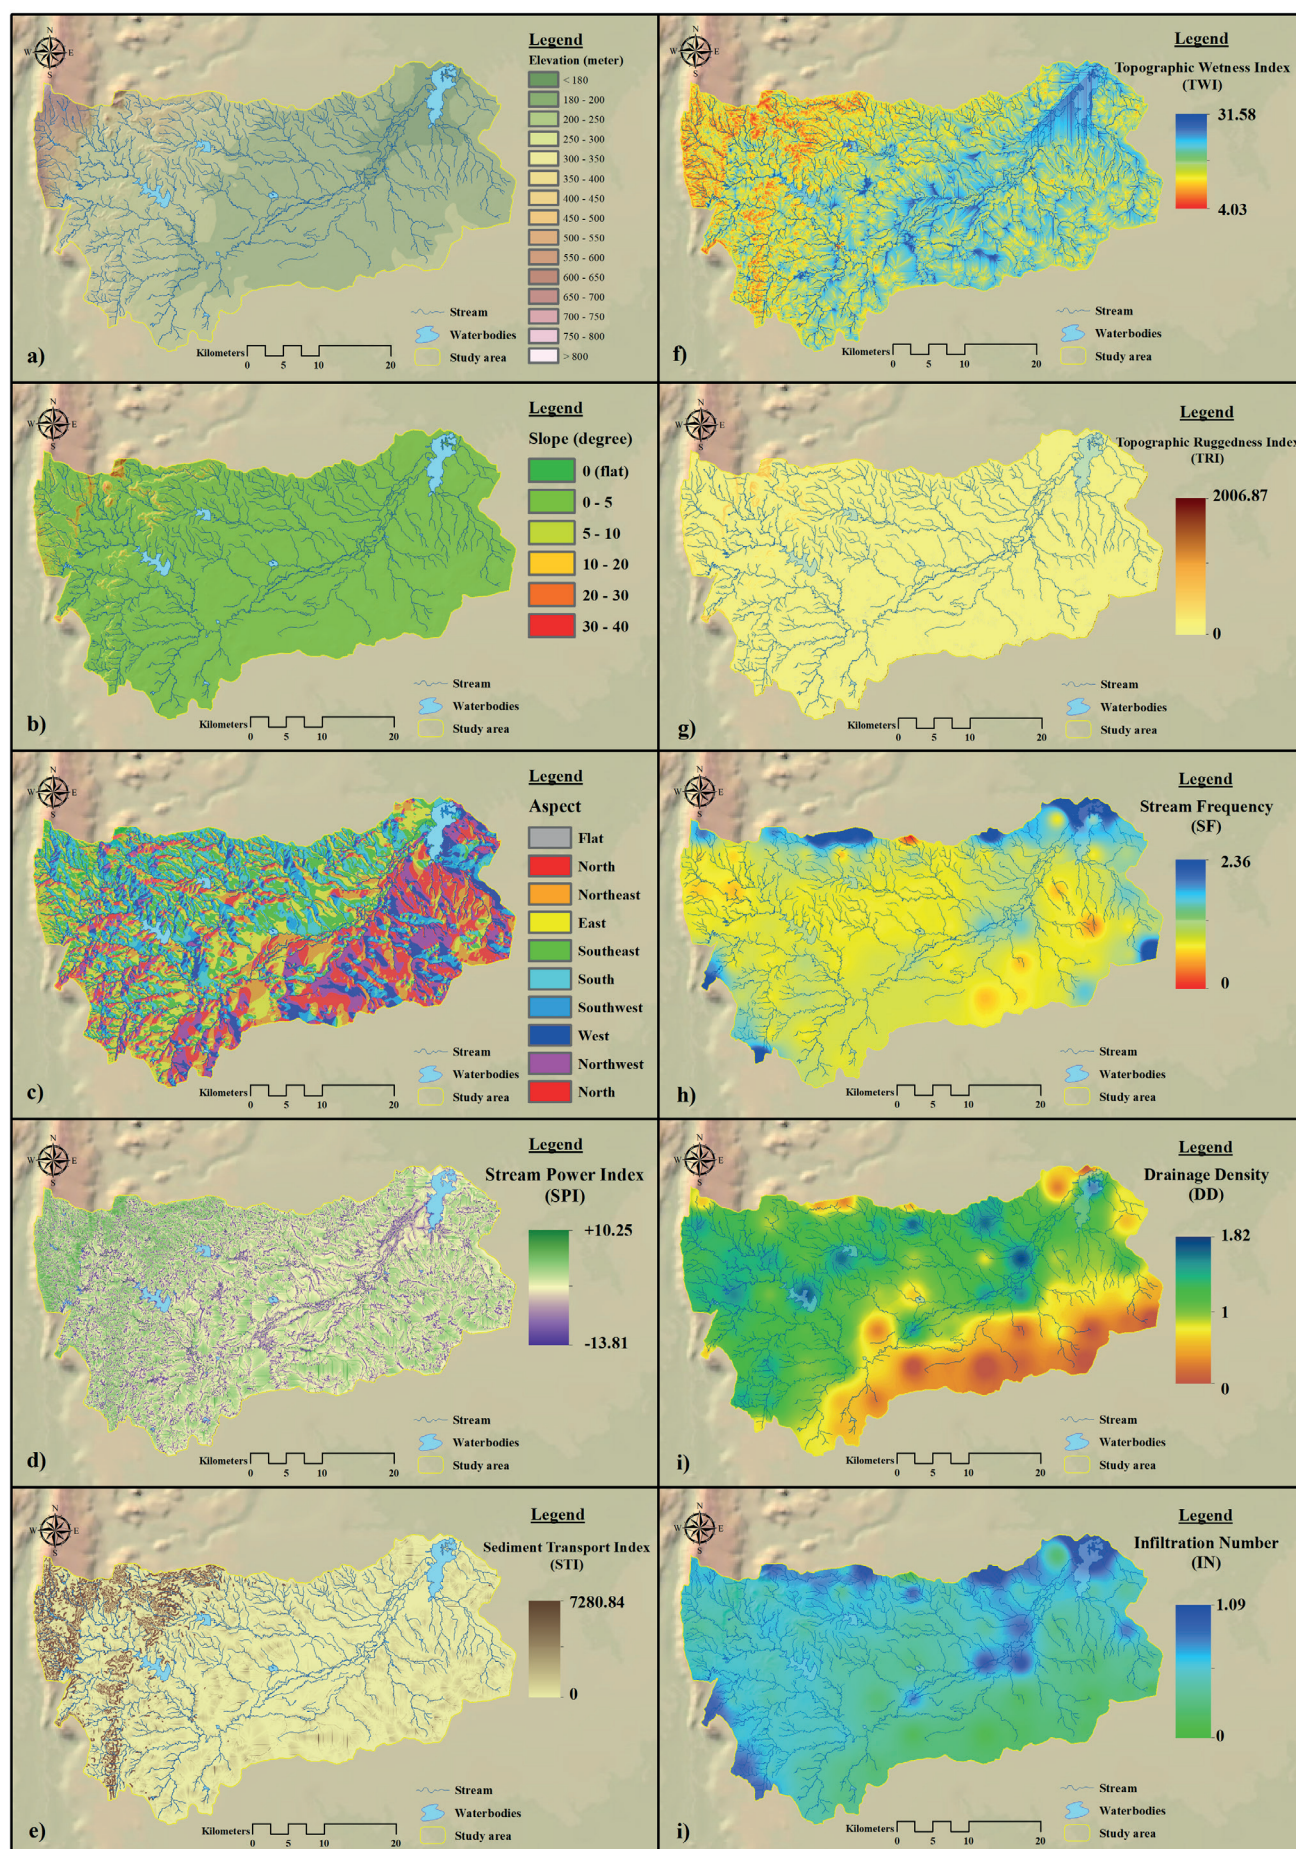 N
W
E
S
Legend
Elevation (meter)
< 180
180 - 200
200 - 250
250 - 300
300 - 350
350 - 400
400 - 450
450 - 500
500 - 550
550 - 600
600 - 650
650 - 700
700 - 750
750 - 800
> 800
Stream
Waterbodies
Study area
Kilometers
0 5 10 20
a)
N
W
E
S
Legend
Topographic Wetness Index
(TWI)
31.58
4.03
Stream
Waterbodies
Study area
Kilometers
0 5 10 20
f)
N
W
E
S
Legend
Slope (degree)
0 (flat)
0 - 5
5 - 10
10 - 20
20 - 30
30 - 40
Stream
Waterbodies
Study area
Kilometers
0 5 10 20
b)
N
W
E
S
Legend
Topographic Ruggedness Index
(TRI)
2006.87
0
Stream
Waterbodies
Study area
Kilometers
0 5 10 20
g)
N
W
E
S
Legend
Aspect
Flat
North
Northeast
East
Southeast
South
Southwest
West
Northwest
North
Stream
Waterbodies
Study area
Kilometers
0 5 10 20
c)
N
W
E
S
Legend
Stream Frequency
(SF)
2.36
0
Stream
Waterbodies
Study area
Kilometers
0 5 10 20
h)
N
W
E
S
Legend
Stream Power Index
(SPI)
+10.25
-13.81
Stream
Waterbodies
Study area
Kilometers
0 5 10 20
d)
N
W
E
S
Legend
Drainage Density
(DD)
1.82
1
0
Stream
Waterbodies
Study area
Kilometers
0 5 10 20
i)
N
W
E
S
Legend
Sediment Transport Index
(STI)
7280.84
0
Stream
Waterbodies
Study area
Kilometers
0 5 10 20
e)
N
W
E
S
Legend
Infiltration Number
(IN)
1.09
0
Stream
Waterbodies
Study area
Kilometers
0 5 10 20
i)